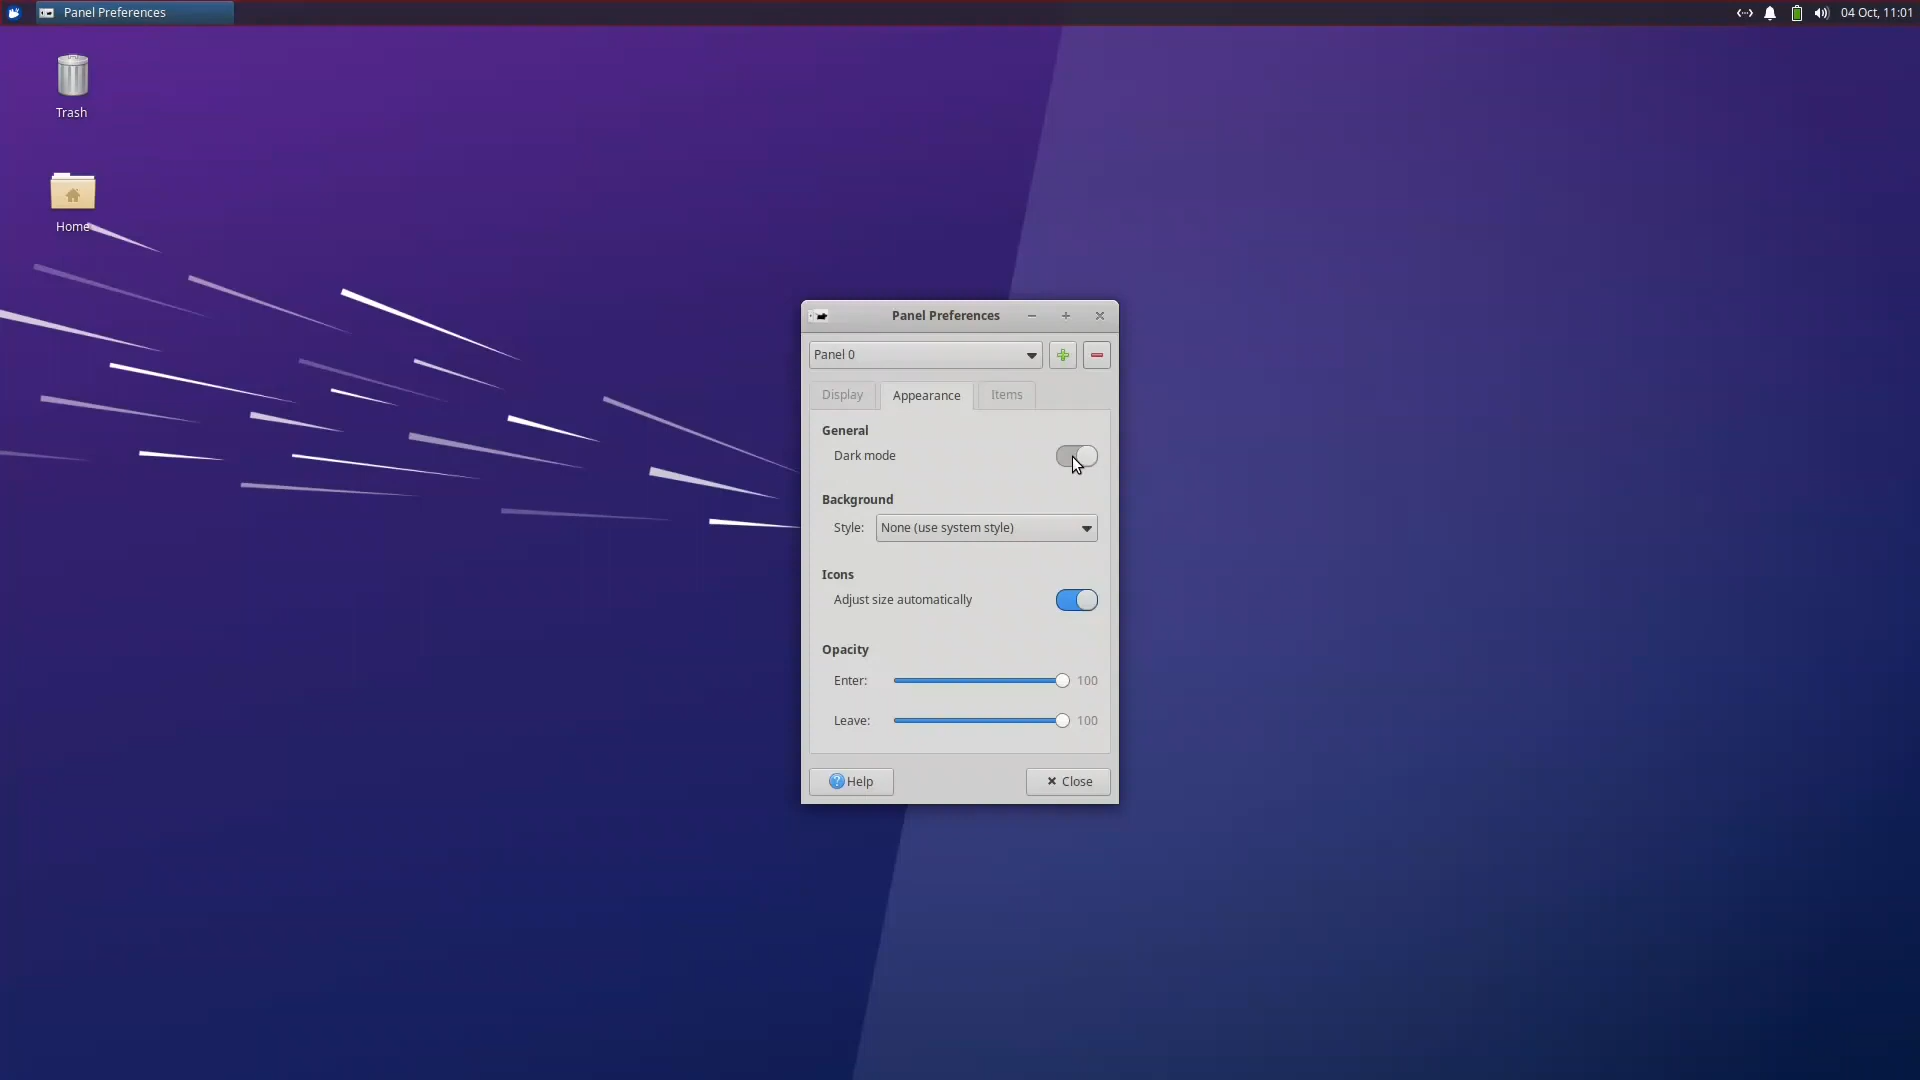 Panel Preferences
04 Oct, 11:01
Trash
Home
Panel Preferences
Panel 0
Display
Appearance
Items
General
Dark mode
Background
Style:
None (use system style)
Icons
Adjust size automatically
Opacity
Enter:
100
Leave:
100
Help
Close